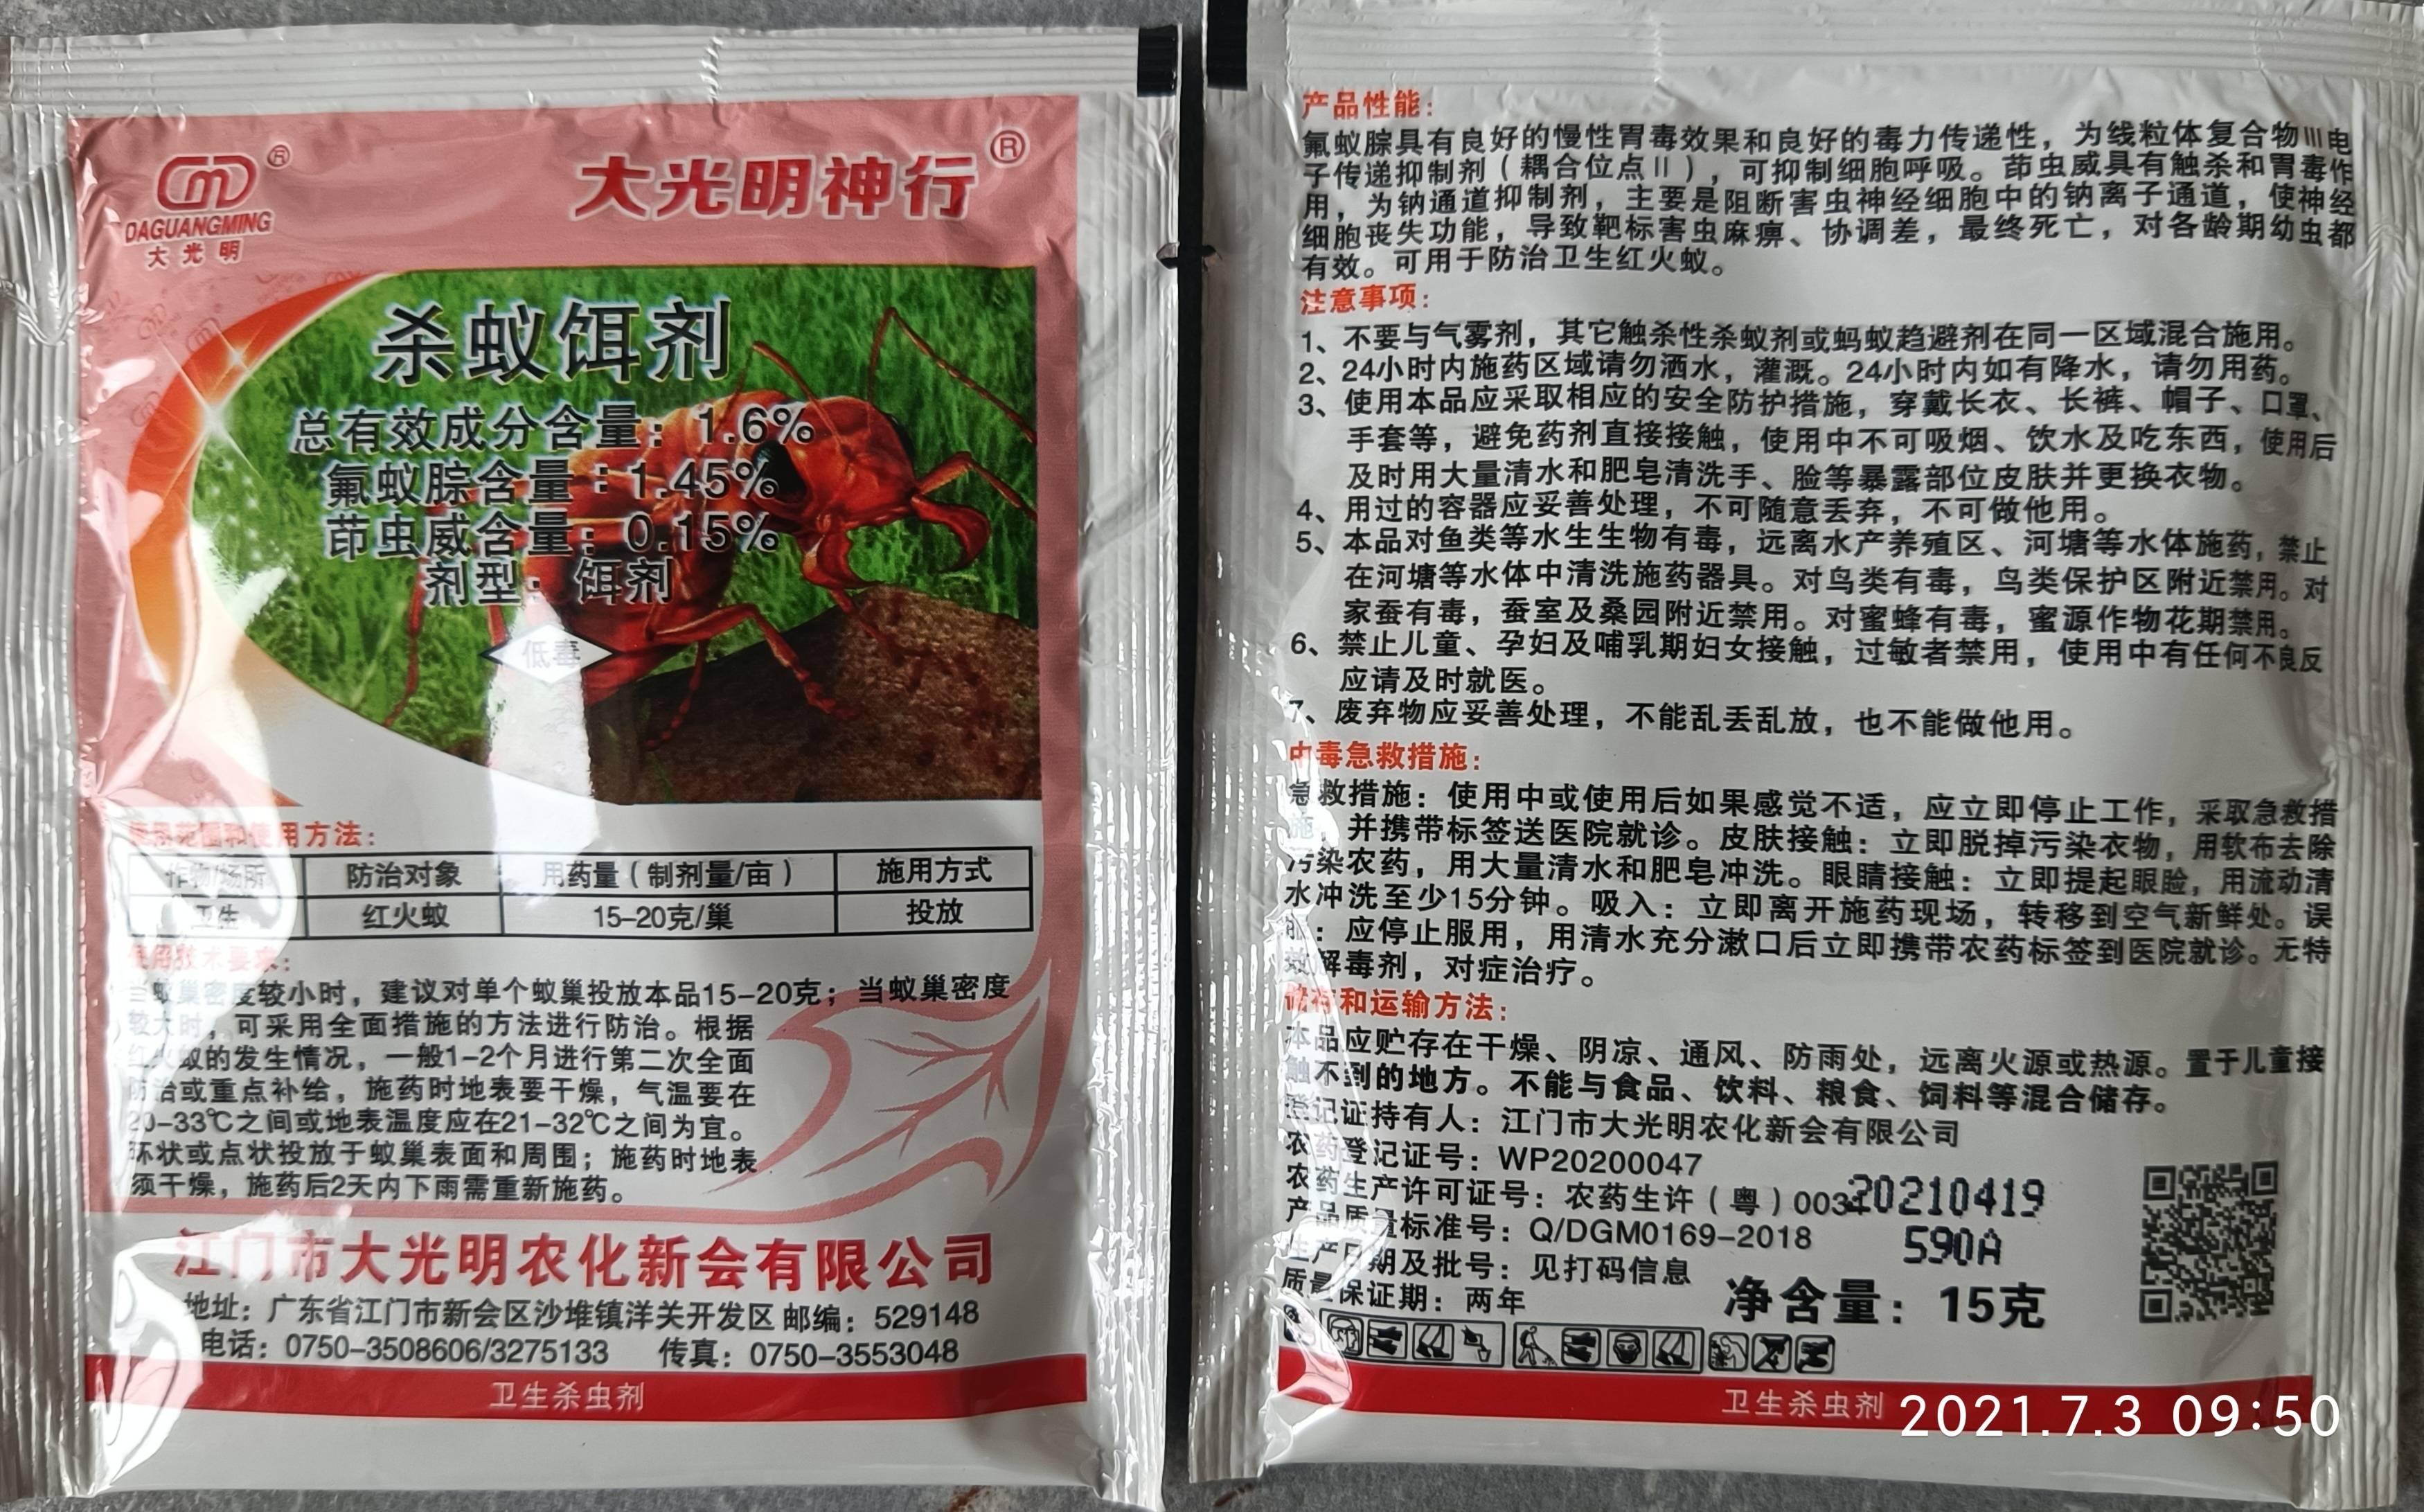 DAGUANGMING
大光明
大光明神行
杀蚁饵剂
总有效成分含量：1.6%
氟蚁腙含量：1.45%
茚虫威含量：0.15%
剂型：饵剂
低毒
使用范围和使用方法：
作物/场所 防治对象 用药量（制剂量/亩） 施用方式
卫生 红火蚁 15-20克/巢 投放
使用技术要求：
当蚁巢密度较小时，建议对单个蚁巢投放本品15-20克；当蚁巢密度
较大时，可采用全面措施的方法进行防治。根据
红火蚁的发生情况，一般1-2个月进行第二次全面
防治或重点补给，施药时地表要干燥，气温要在
20-33℃之间或地表温度应在21-32℃之间为宜。
环状或点状投放于蚁巢表面和周围；施药时地表
须干燥，施药后2天内下雨需重新施药。
江门市大光明农化新会有限公司
地址：广东省江门市新会区沙堆镇洋关开发区 邮编：529148
电话：0750-3508606/3275133 传真：0750-3553048
卫生杀虫剂
产品性能：
氟蚁腙具有良好的慢性胃毒效果和良好的毒力传递性，为线粒体复合物Ⅲ电
子传递抑制剂（耦合位点Ⅱ），可抑制细胞呼吸。茚虫威具有触杀和胃毒作
用，为钠通道抑制剂，主要是阻断害虫神经细胞中的钠离子通道，使神经
细胞丧失功能，导致靶标害虫麻痹、协调差，最终死亡，对各龄期幼虫都
有效。可用于防治卫生红火蚁。
注意事项：
1、不要与气雾剂，其它触杀性杀蚁剂或蚂蚁趋避剂在同一区域混合施用。
2、24小时内施药区域请勿洒水，灌溉。24小时内如有降水，请勿用药。
3、使用本品应采取相应的安全防护措施，穿戴长衣、长裤、帽子、口罩、
手套等，避免药剂直接接触，使用中不可吸烟、饮水及吃东西，使用后
及时用大量清水和肥皂清洗手、脸等暴露部位皮肤并更换衣物。
4、用过的容器应妥善处理，不可随意丢弃，不可做他用。
5、本品对鱼类等水生生物有毒，远离水产养殖区、河塘等水体施药，禁止
在河塘等水体中清洗施药器具。对鸟类有毒，鸟类保护区附近禁用。对
家蚕有毒，蚕室及桑园附近禁用。对蜜蜂有毒，蜜源作物花期禁用。
6、禁止儿童、孕妇及哺乳期妇女接触，过敏者禁用，使用中有任何不良反
应请及时就医。
7、废弃物应妥善处理，不能乱丢乱放，也不能做他用。
中毒急救措施：
急救措施：使用中或使用后如果感觉不适，应立即停止工作，采取急救措
施，并携带标签送医院就诊。皮肤接触：立即脱掉污染衣物，用软布去除
污染农药，用大量清水和肥皂冲洗。眼睛接触：立即提起眼睑，用流动清
水冲洗至少15分钟。吸入：立即离开施药现场，转移到空气新鲜处。误
服：应停止服用，用清水充分漱口后立即携带农药标签到医院就诊。无特
效解毒剂，对症治疗。
储存和运输方法：
本品应贮存在干燥、阴凉、通风、防雨处，远离火源或热源。置于儿童接
触不到的地方。不能与食品、饮料、粮食、饲料等混合储存。
登记证持有人：江门市大光明农化新会有限公司
农药登记证号：WP20200047
农药生产许可证号：农药生许（粤）003
20210419
产品质量标准号：Q/DGM0169-2018
590A
生产日期及批号：见打码信息
质量保证期：两年
净含量：15克
卫生杀虫剂
2021.7.3 09:50